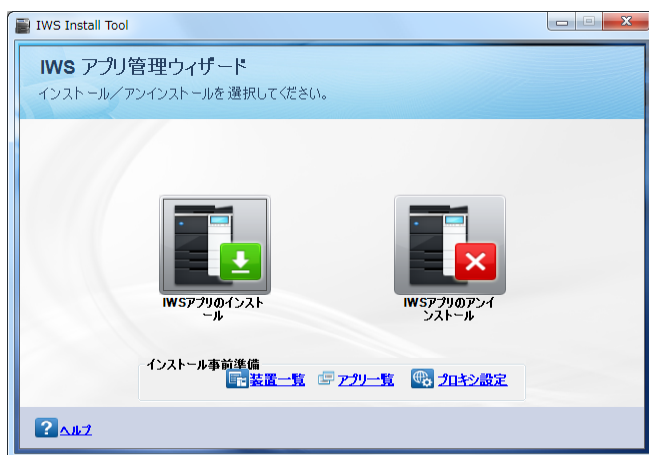 IWS Install Tool
IWS アプリ管理ウィザード
インストール／アンインストールを選択してください。
IWSアプリのインスト
ール
IWSアプリのアンイ
ンストール
インストール事前準備
装置一覧 アプリ一覧 プロキシ設定
? ヘルプ